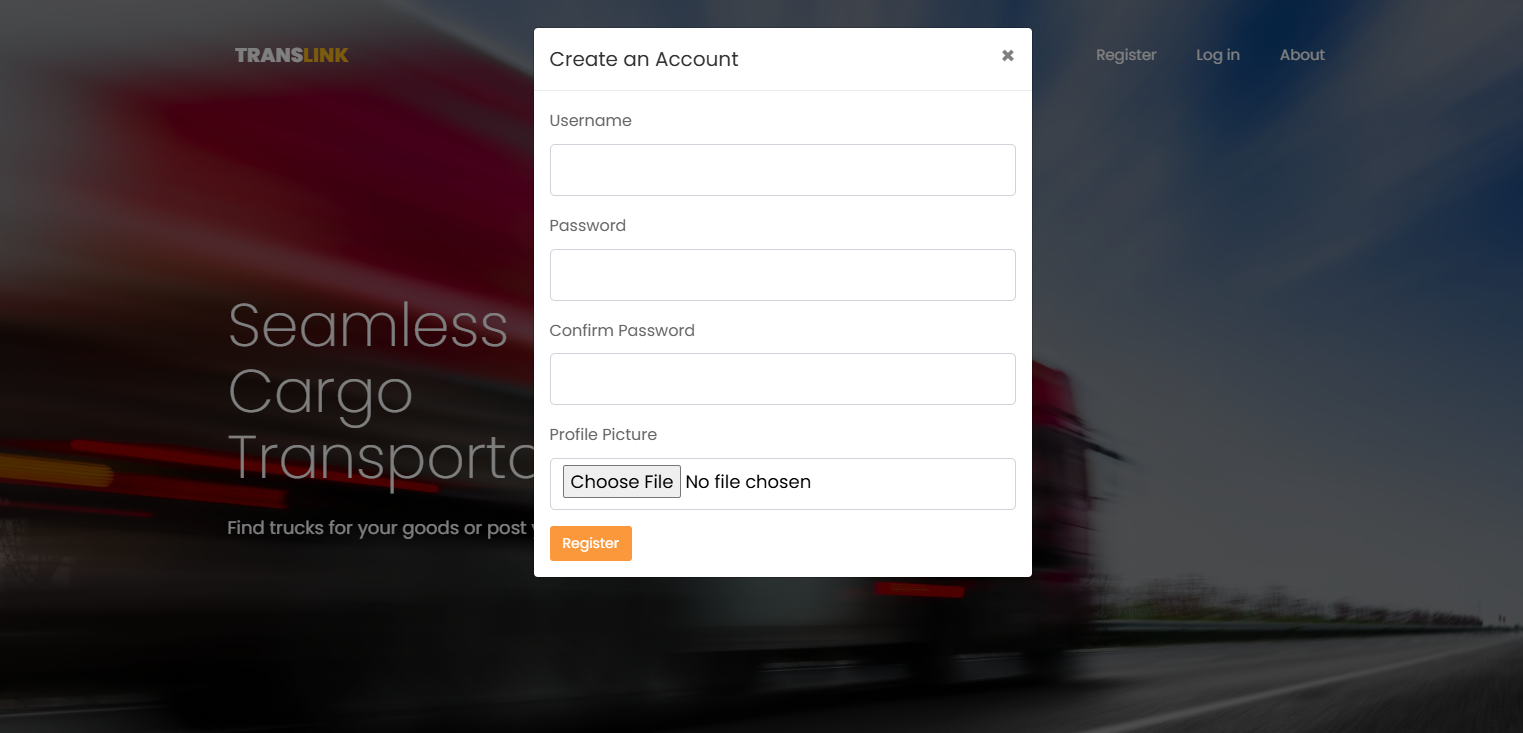 TRANSLINK
Register
Log in
About
Create an Account
✖
Username
Password
Confirm Password
Profile Picture
Choose File No file chosen
Register
Seamless
Cargo
Find trucks for your goods or post